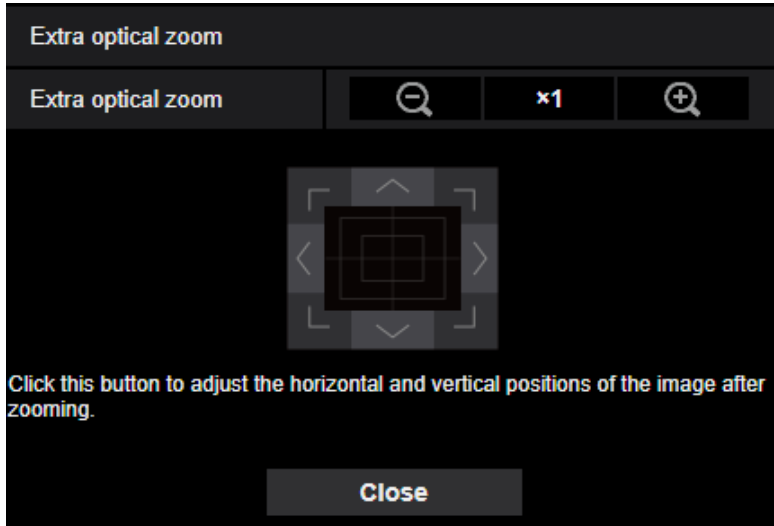 Extra optical zoom
Extra optical zoom
×1
Click this button to adjust the horizontal and vertical positions of the image after
zooming.
Close